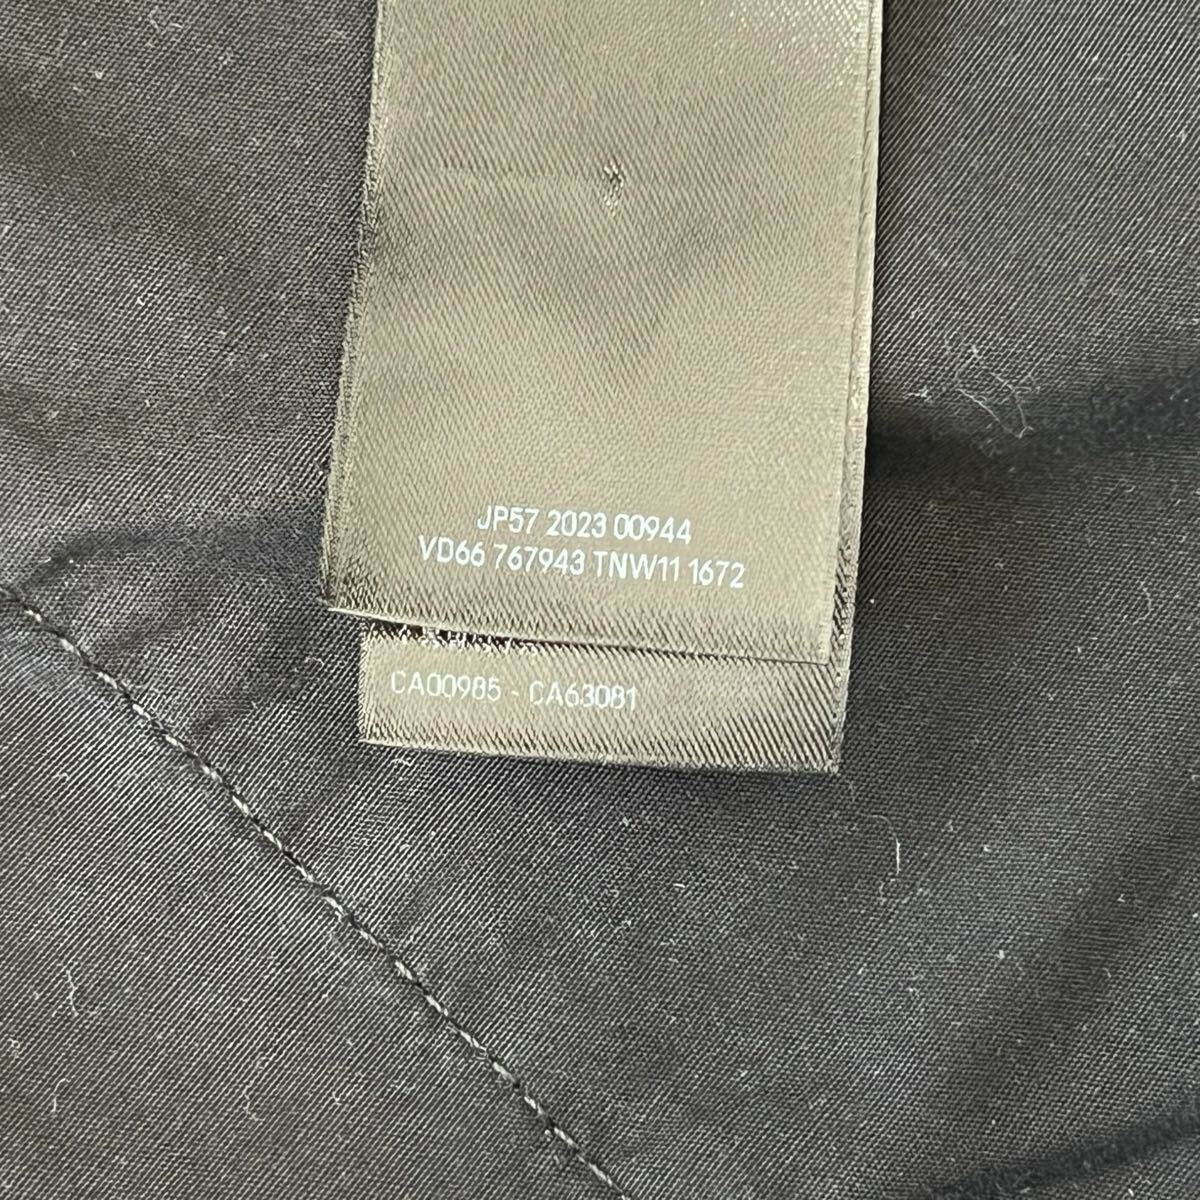 JP57 2023 00944
VD66 767943 TNW11 1672
CA00985 - CA63081